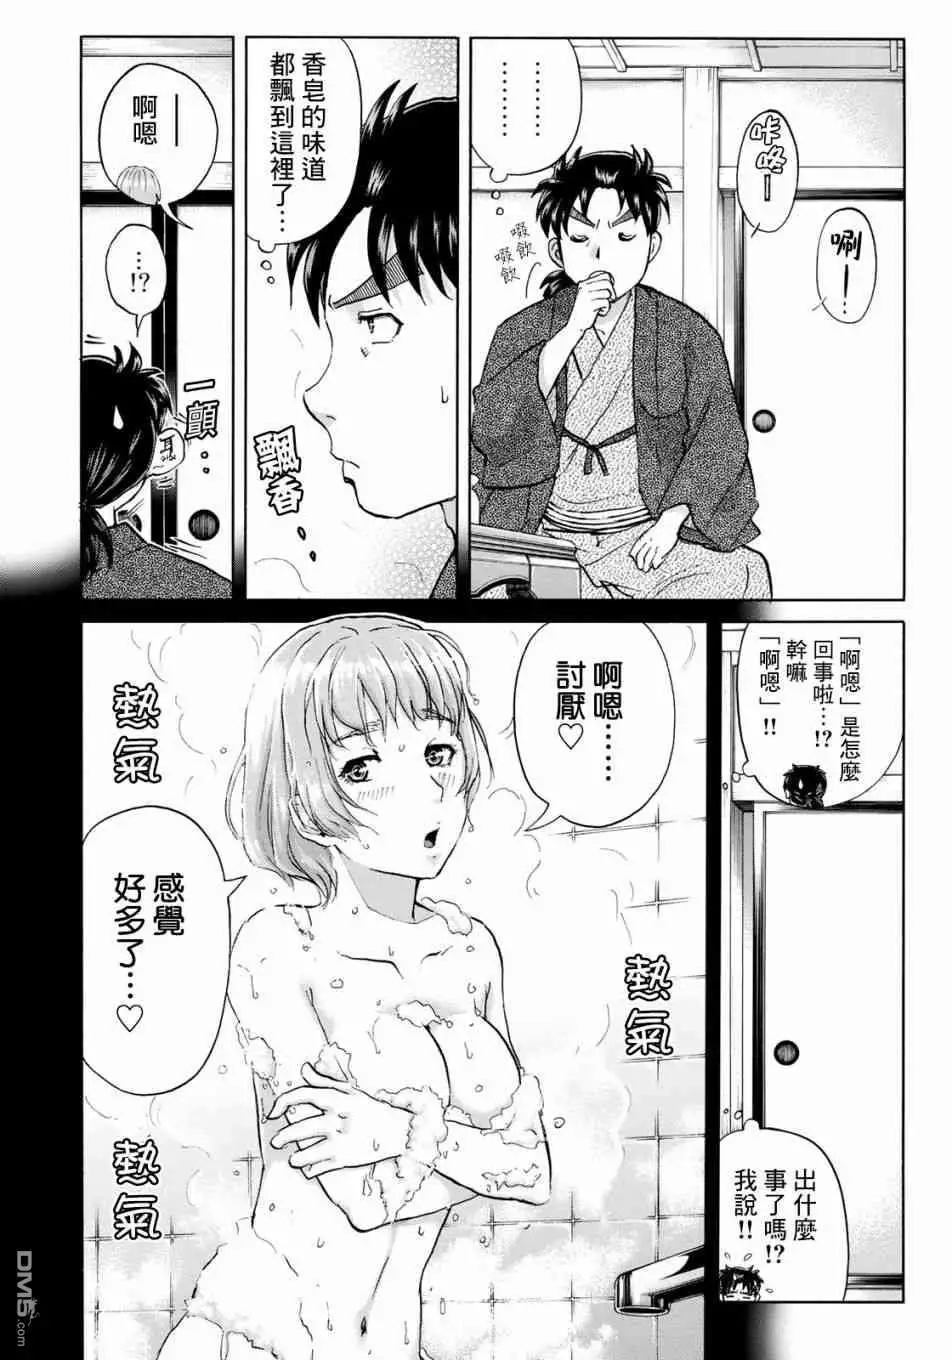 咔咚—
唰—…
………
………
啜飲
啜飲
香皂的味道
都飄到這裡
了…
飄香
啊嗯—
…!?
一顫…
耳
「啊嗯」是怎麼
回事啦……!?
幹嘛
「啊嗯」!!
出什麼
事了嗎!?
我說!!
啊嗯……
討厭♡
感覺
好多了…♡
熱氣
熱氣
熱氣
DM5
.com